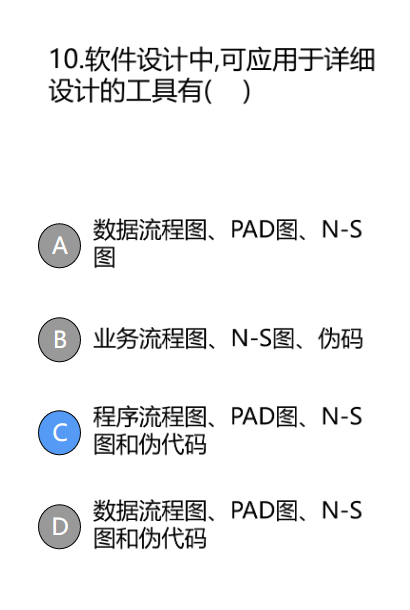 10.软件设计中,可应用于详细
设计的工具有(    )
A
数据流程图、PAD图、N-S
图
B
业务流程图、N-S图、伪码
C
程序流程图、PAD图、N-S
图和伪代码
D
数据流程图、PAD图、N-S
图和伪代码